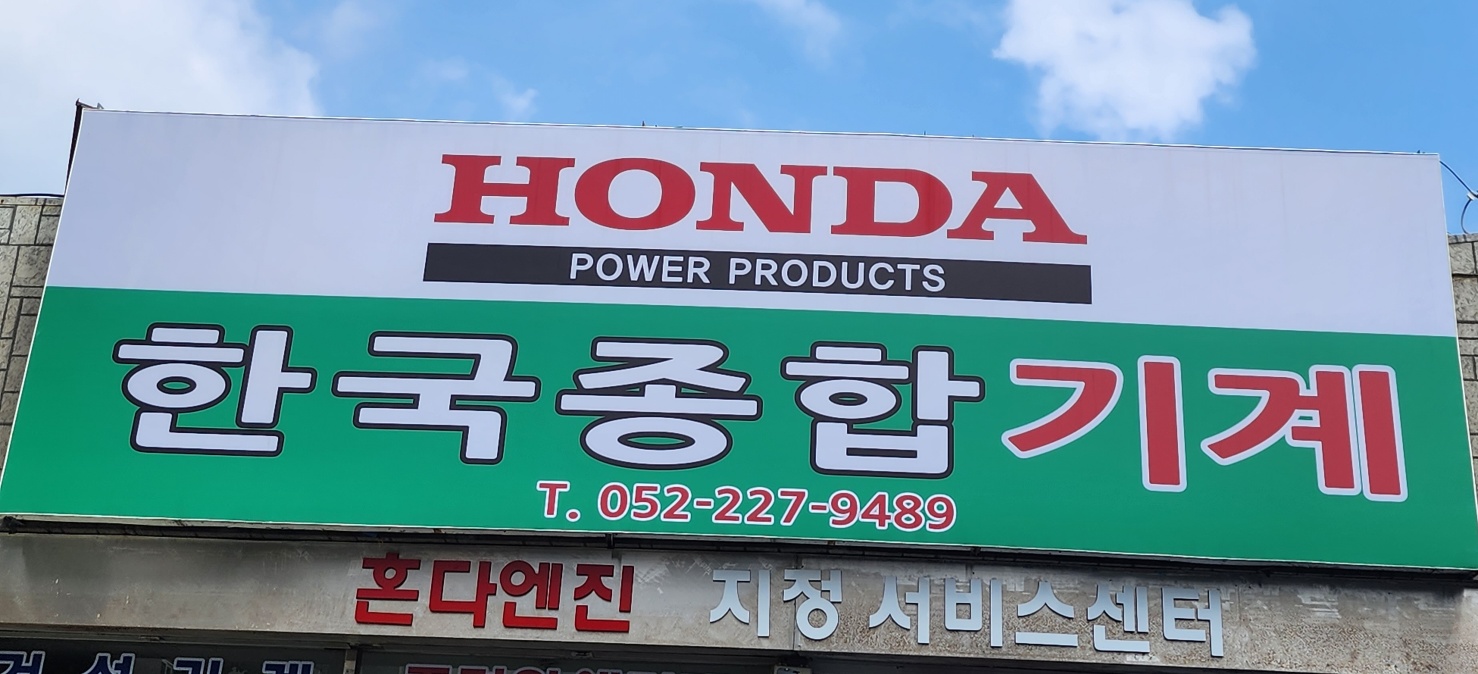 HONDA
POWER PRODUCTS
한국종합기계
T. 052-227-9489
혼다엔진 지정 서비스센터